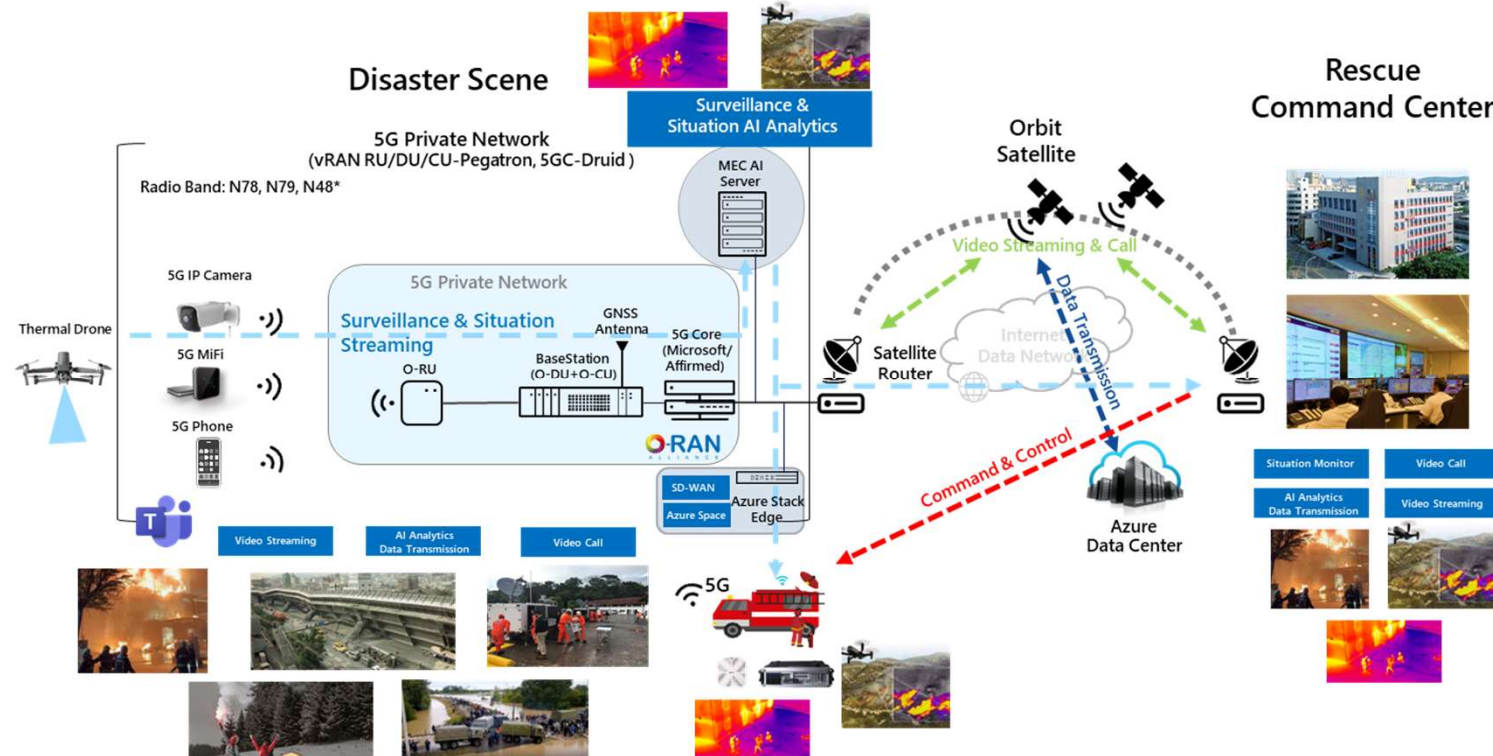 Disaster Scene
5G Private Network
(vRAN RU/DU/CU-Pegatron, 5GC-Druid )
Radio Band: N78, N79, N48*
Surveillance &
Situation AI Analytics
MEC AI
Server
Orbit
Satellite
Rescue
Command Center
Video Streaming & Call
5G IP Camera
Thermal Drone
5G MiFi
5G Phone
5G Private Network
Surveillance & Situation
Streaming
O-RU
GNSS
Antenna
BaseStation
(O-DU+O-CU)
5G Core
(Microsoft/
Affirmed)
O-RAN
ALLIANCE
Satellite
Router
Internet
Data Network
Data Transmission
Command & Control
SD-WAN
Azure Space
Azure Stack
Edge
Azure
Data Center
T
Video Streaming
AI Analytics
Data Transmission
Video Call
5G
Situation Monitor
Video Call
AI Analytics
Data Transmission
Video Streaming